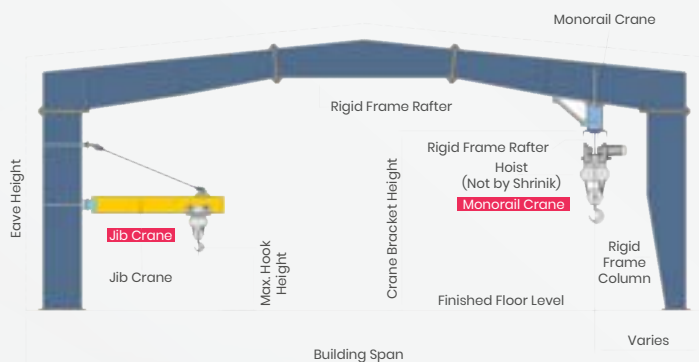 Monorail Crane
Rigid Frame Rafter
Rigid Frame Rafter
Hoist
(Not by Shrinik)
Monorail Crane
Eave Height
Jib Crane
Jib Crane
Max. Hook
Height
Crane Bracket Height
Rigid
Frame
Column
Finished Floor Level
Varies
Building Span